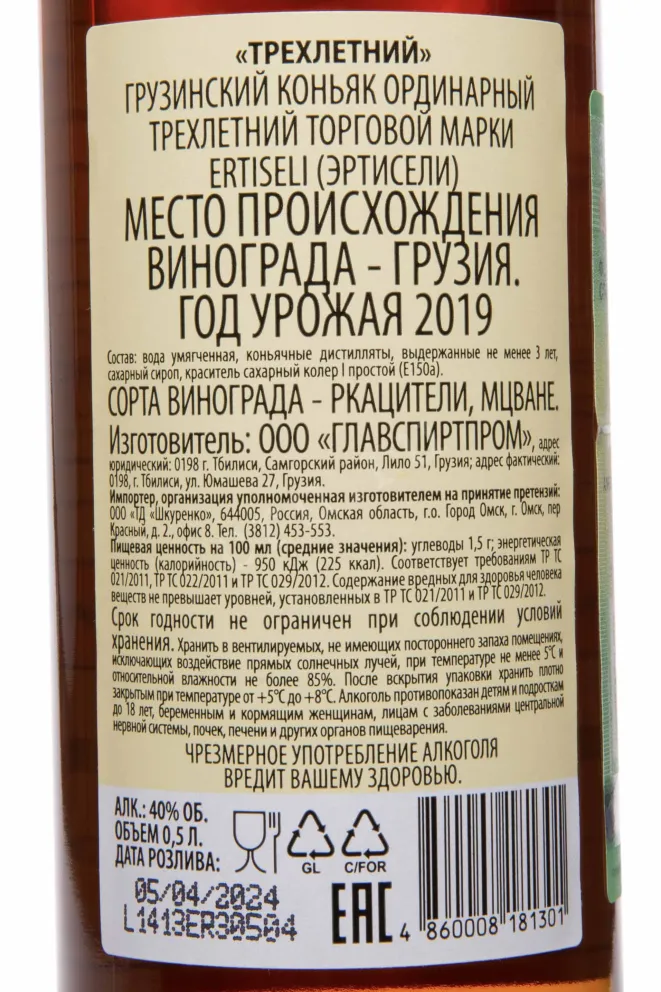 «ТРЕХЛЕТНИЙ»
ГРУЗИНСКИЙ КОНЬЯК ОРДИНАРНЫЙ
ТРЕХЛЕТНИЙ ТОРГОВОЙ МАРКИ
ERTISELI (ЭРТИСЕЛИ)
МЕСТО ПРОИСХОЖДЕНИЯ
ВИНОГРАДА - ГРУЗИЯ.
ГОД УРОЖАЯ 2019
Состав: вода умягченная, коньячные дистилляты, выдержанные не менее 3 лет,
сахарный сироп, краситель сахарный колер I простой (Е150а).
СОРТА ВИНОГРАДА - РКАЦИТЕЛИ, МЦВАНЕ.
Изготовитель: ООО «ГЛАВСПИРТПРОМ», адрес
юридический: 0198 г. Тбилиси, Самгорский район, Лило 51, Грузия; адрес фактический:
0198, г. Тбилиси, ул. Юмашева 27, Грузия.
Импортер, организация уполномоченная изготовителем на принятие претензий:
ООО «ТД «Шкуренко», 644005, Россия, Омская область, г.о. Город Омск, г. Омск, пер
Красный, д. 2., офис 8. Тел. (3812) 453-553.
Пищевая ценность на 100 мл (средние значения): углеводы 1,5 г; энергетическая
ценность (калорийность) - 950 кДж (225 ккал). Соответствует требованиям ТР ТС
021/2011, ТР ТС 022/2011 и ТР ТС 029/2012. Содержание вредных для здоровья человека
веществ не превышает уровней, установленных в ТР ТС 021/2011 и ТР ТС 029/2012.
Срок годности не ограничен при соблюдении условий
хранения. Хранить в вентилируемых, не имеющих постороннего запаха помещениях,
исключающих воздействие прямых солнечных лучей, при температуре не менее 5°С и
относительной влажности не более 85%. После вскрытия упаковки хранить плотно
закрытым при температуре от +5°С до +8°С. Алкоголь противопоказан детям и подросткам
до 18 лет, беременным и кормящим женщинам, лицам с заболеваниями центральной
нервной системы, почек, печени и других органов пищеварения.
ЧРЕЗМЕРНОЕ УПОТРЕБЛЕНИЕ АЛКОГОЛЯ
ВРЕДИТ ВАШЕМУ ЗДОРОВЬЮ.
АЛК.: 40% ОБ.
ОБЪЕМ 0,5 Л.
ДАТА РОЗЛИВА:
GL
C/FOR
05/04/2024
L1413ER30504
EAC
4 860008 181301